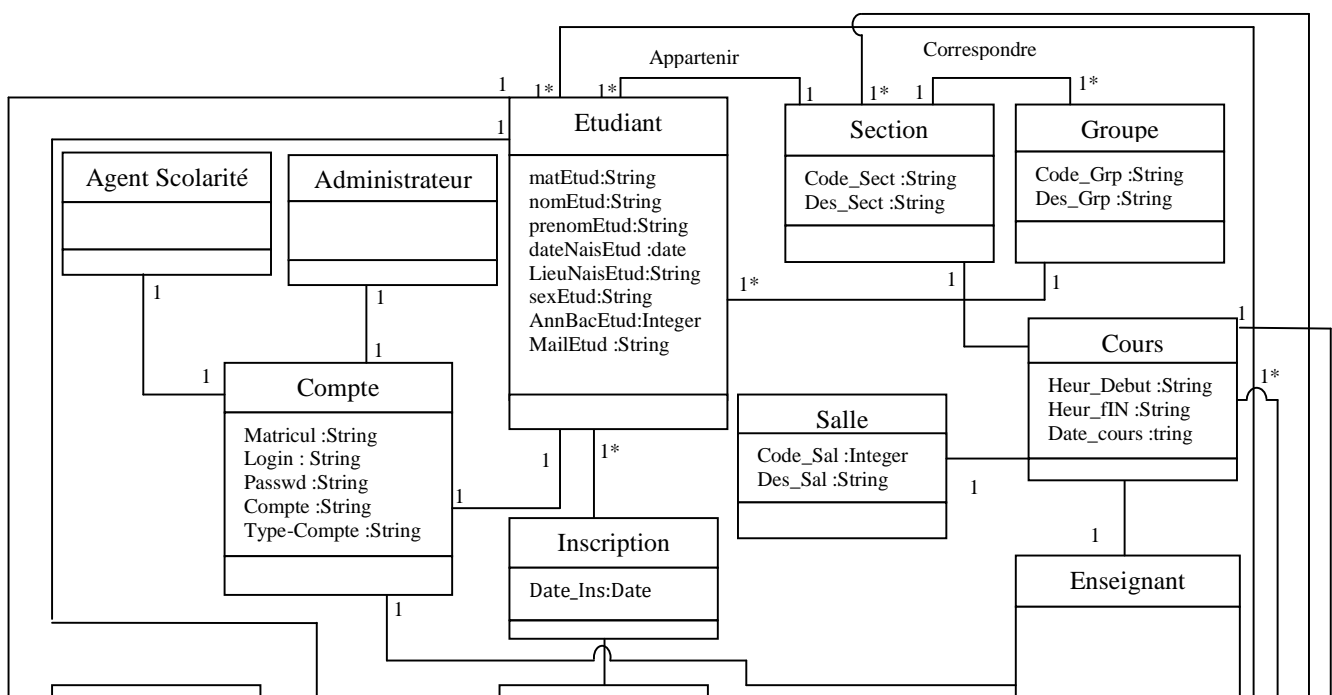 Appartenir
Correspondre
1
1*
1*
1
1*
1
1*
1
Etudiant
matEtud:String
nomEtud:String
prenomEtud:String
dateNaisEtud :date
LieuNaisEtud:String
sexEtud:String
AnnBacEtud:Integer
MailEtud :String
Section
Code_Sect :String
Des_Sect :String
Groupe
Code_Grp :String
Des_Grp :String
Agent Scolarité
Administrateur
1
1
1*
1
1
1
1
1
Compte
Matricul :String
Login : String
Passwd :String
Compte :String
Type-Compte :String
1
1
1*
1
Salle
Code_Sal :Integer
Des_Sal :String
1
Cours
Heur_Debut :String
Heur_fIN :String
Date_cours :tring
1*
1
Inscription
Date_Ins:Date
Enseignant
1